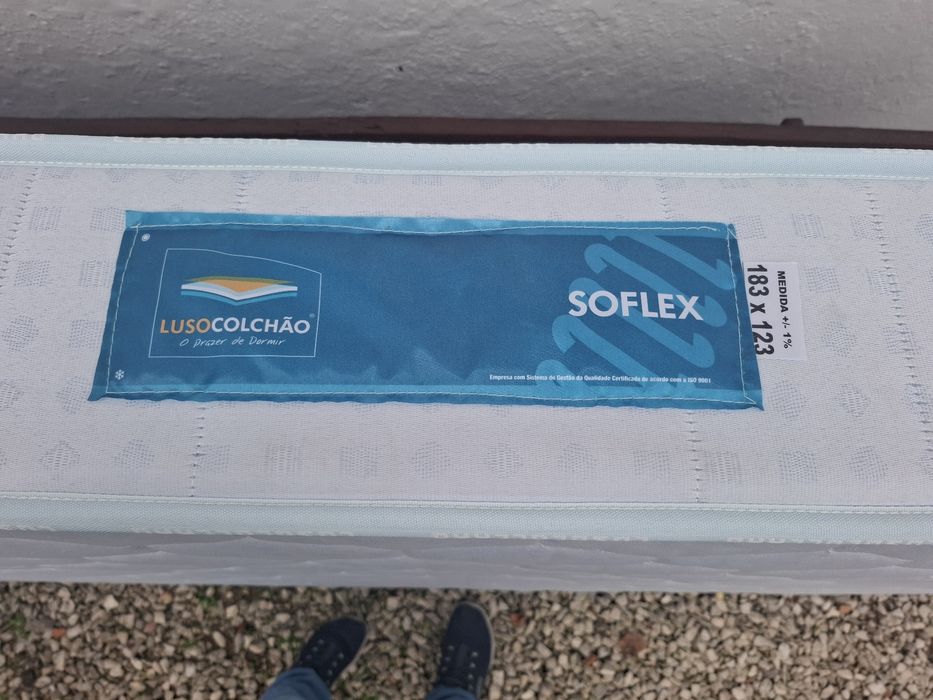 LUSOCOLCHÃO®
O Prazer de Dormir
SOFLEX
Empresa com Sistema de Gestão da Qualidade Certificado de acordo com a ISO 9001
MEDIDA +/- 1%
183 x 123